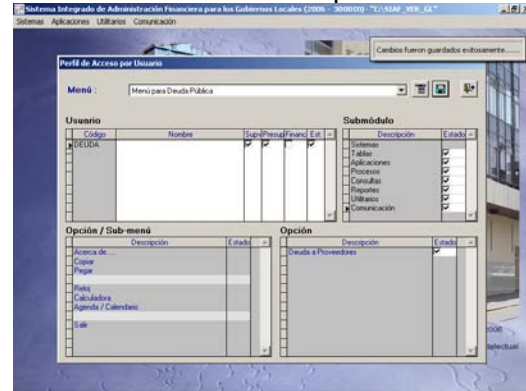 Sistema Integrado de Administración Financiera para los Gobiernos Locales (2006 - 300010) - "C:\SIAF_VER_GL"
Sistemas Aplicaciones Utilitarios Comunicación
Cambios fueron guardados exitosamente.....
Perfil de Acceso por Usuario
Menú : Menú para Deuda Pública
Usuario
Código Nombre Supv Presup Financ Est.
DEUDA
Submódulo
Descripción Estado
Sistemas
Tablas
Aplicaciones
Procesos
Consultas
Reportes
Utilitarios
Comunicación
Opción / Sub-menú
Descripción Estado
Acerca de....
Copiar
Pegar
Reloj
Calculadora
Agenda / Calendario
Salir
Opción
Descripción Estado
Deuda a Proveedores